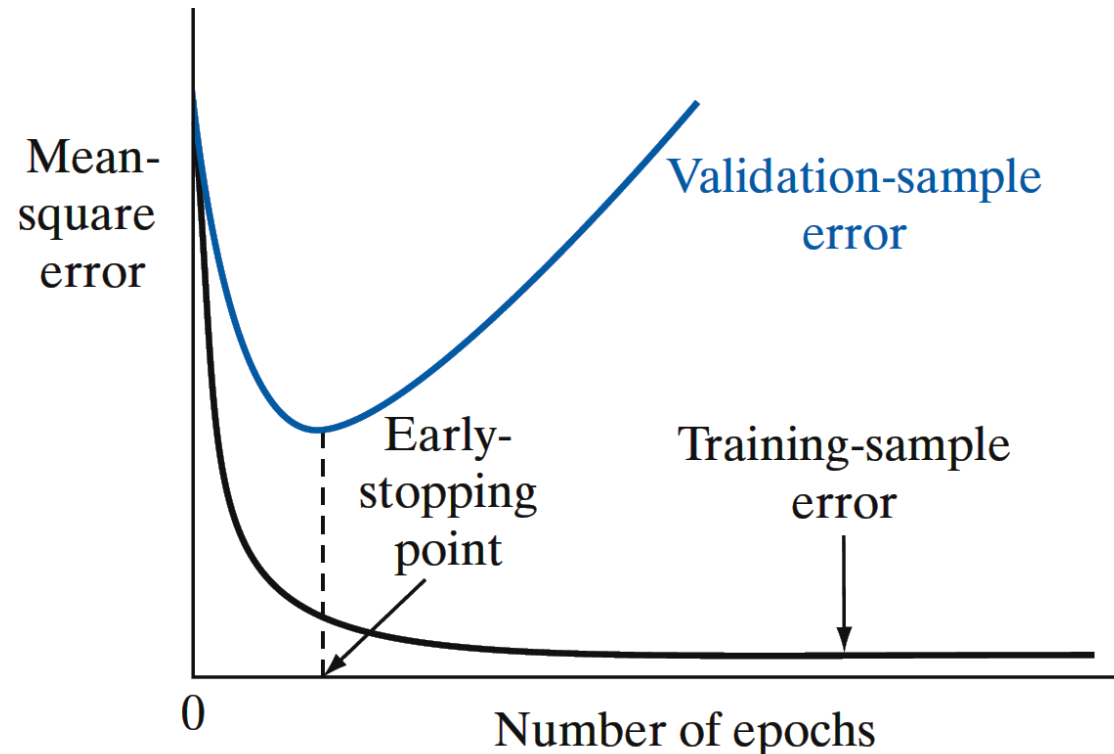 Mean-
square
error
Validation-sample
error
Early-
stopping
point
Training-sample
error
0
Number of epochs